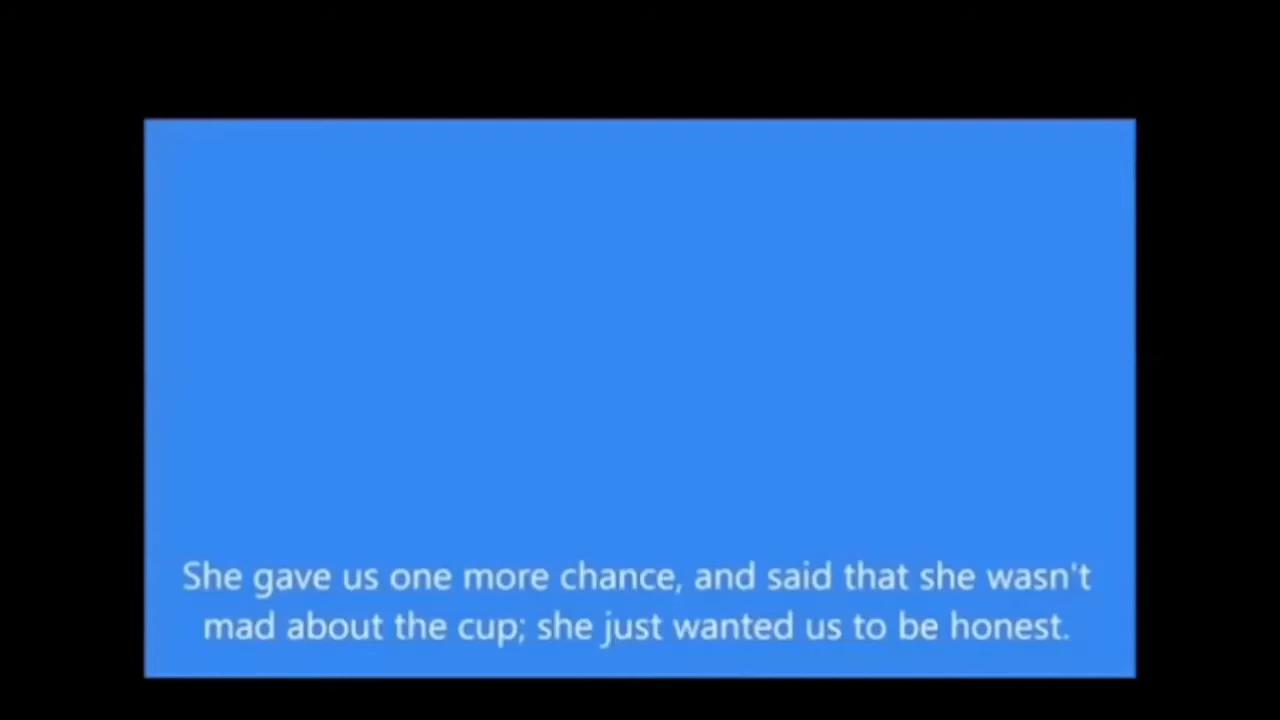 She gave us one more chance, and said that she wasn't
mad about the cup; she just wanted us to be honest.